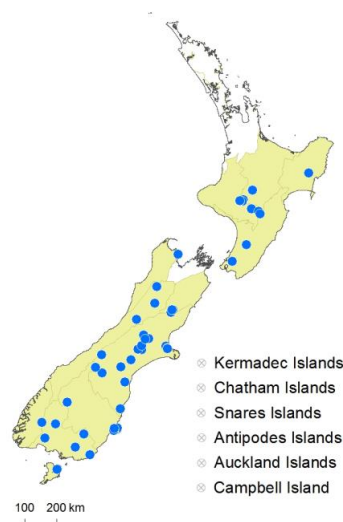 Kermadec Islands
Chatham Islands
Snares Islands
Antipodes Islands
Auckland Islands
Campbell Island
100 200 km